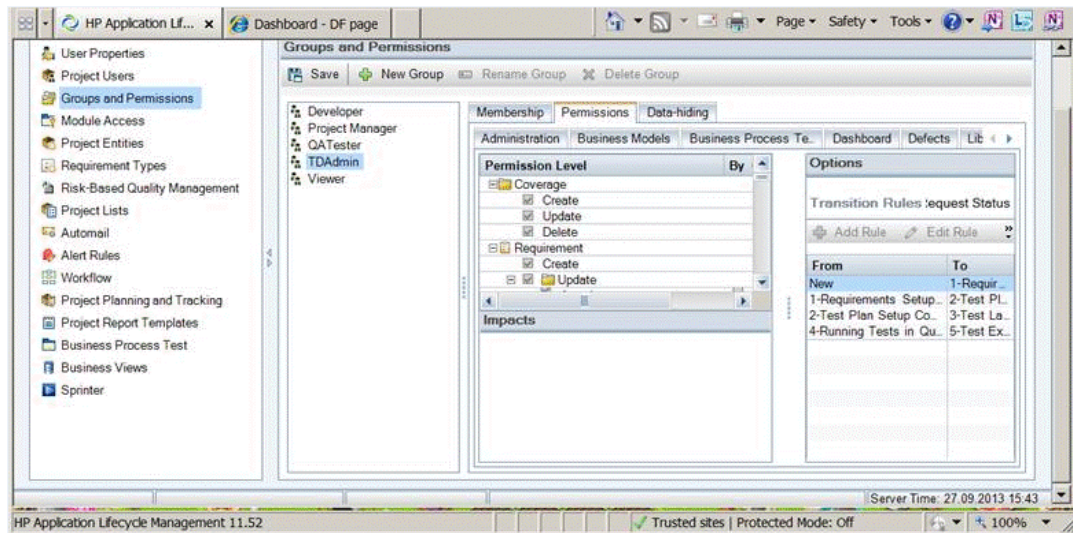 HP Application Lif... x
Dashboard - DF page
Page
Safety
Tools
User Properties
Project Users
Groups and Permissions
Module Access
Project Entities
Requirement Types
Risk-Based Quality Management
Project Lists
Automail
Alert Rules
Workflow
Project Planning and Tracking
Project Report Templates
Business Process Test
Business Views
Sprinter
Groups and Permissions
Save New Group Rename Group Delete Group
Developer
Project Manager
QATester
TDAdmin
Viewer
Membership Permissions Data-hiding
Administration Business Models Business Process Te... Dashboard Defects Lib
Permission Level By
Coverage
Create
Update
Delete
Requirement
Create
Update
Impacts
Options
Transition Rules :equest Status
Add Rule Edit Rule
From To
New 1-Requir...
1-Requirements Setup... 2-Test Pl...
2-Test Plan Setup Co... 3-Test La...
4-Running Tests in Qu... 5-Test Ex...
Server Time: 27.09.2013 15:43
HP Application Lifecycle Management 11.52
Trusted sites | Protected Mode: Off
100%